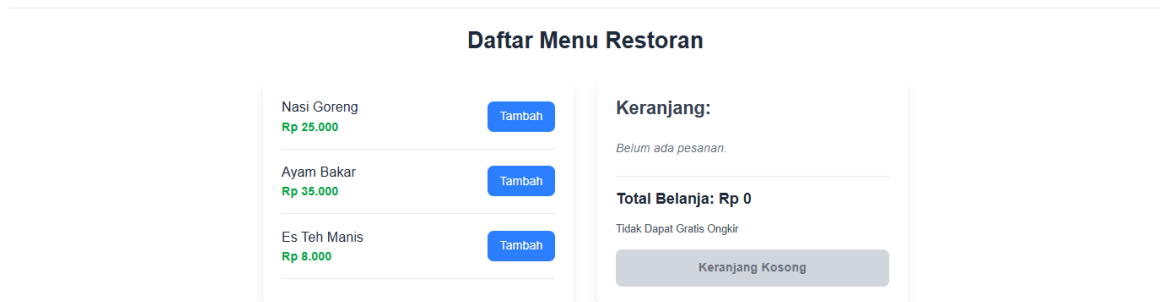 Daftar Menu Restoran
Nasi Goreng
Rp 25.000
Tambah
Ayam Bakar
Rp 35.000
Tambah
Es Teh Manis
Rp 8.000
Tambah
Keranjang:
Belum ada pesanan.
Total Belanja: Rp 0
Tidak Dapat Gratis Ongkir
Keranjang Kosong